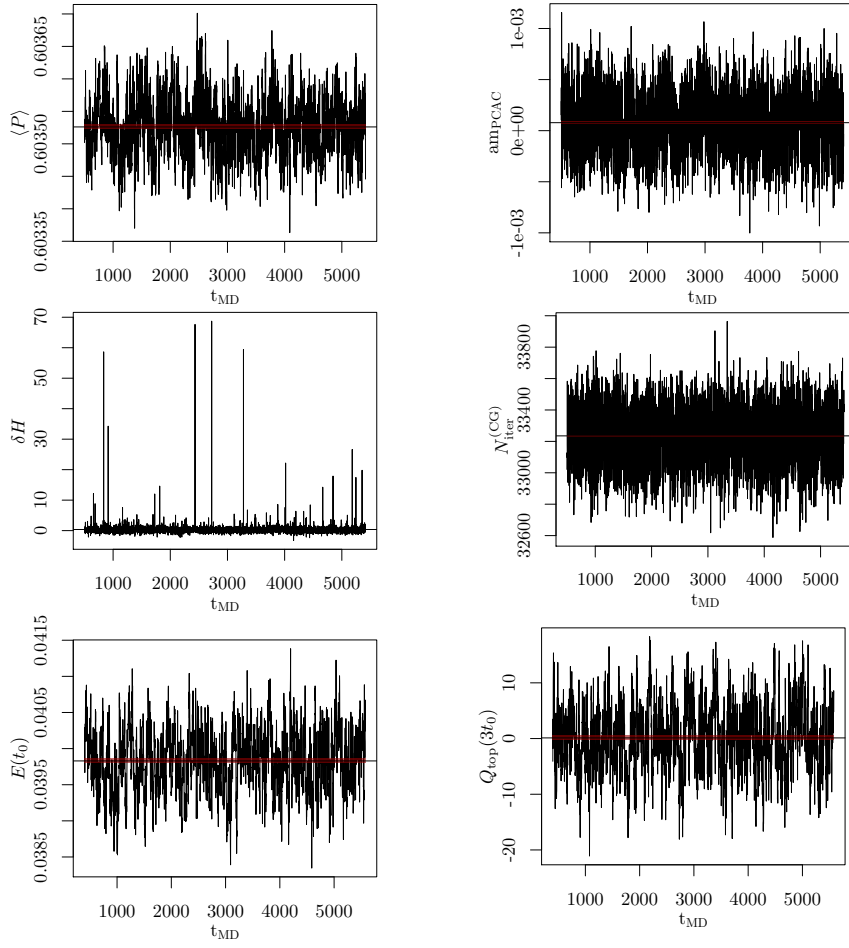 ⟨P⟩
0.60335 0.60350 0.60365
1000 2000 3000 4000 5000
t_MD
am_PCAC
-1e-03 0e+00 1e-03
1000 2000 3000 4000 5000
t_MD
δH
0 10 30 50 70
1000 2000 3000 4000 5000
t_MD
N_iter^(CG)
32600 33000 33400 33800
1000 2000 3000 4000 5000
t_MD
E(t_0)
0.0385 0.0395 0.0405 0.0415
1000 2000 3000 4000 5000
t_MD
Q_top(3t_0)
-20 -10 0 10
1000 2000 3000 4000 5000
t_MD